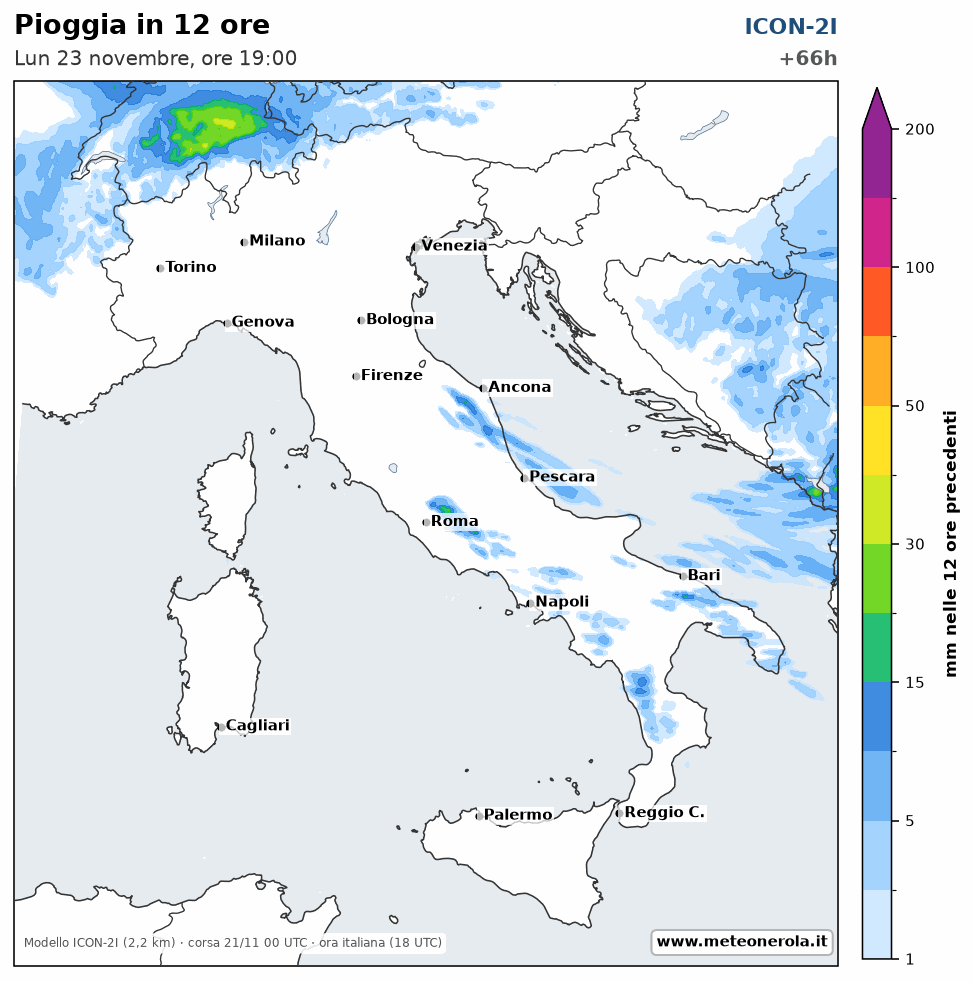 Pioggia in 12 ore
ICON-2I
Lun 23 novembre, ore 19:00
+66h
Milano
Venezia
Torino
Genova
Bologna
Firenze
Ancona
Pescara
Roma
Bari
Napoli
Cagliari
Palermo
Reggio C.
200
100
50
30
15
5
1
mm nelle 12 ore precedenti
Modello ICON-2I (2,2 km) · corsa 21/11 00 UTC · ora italiana (18 UTC)
www.meteonerola.it